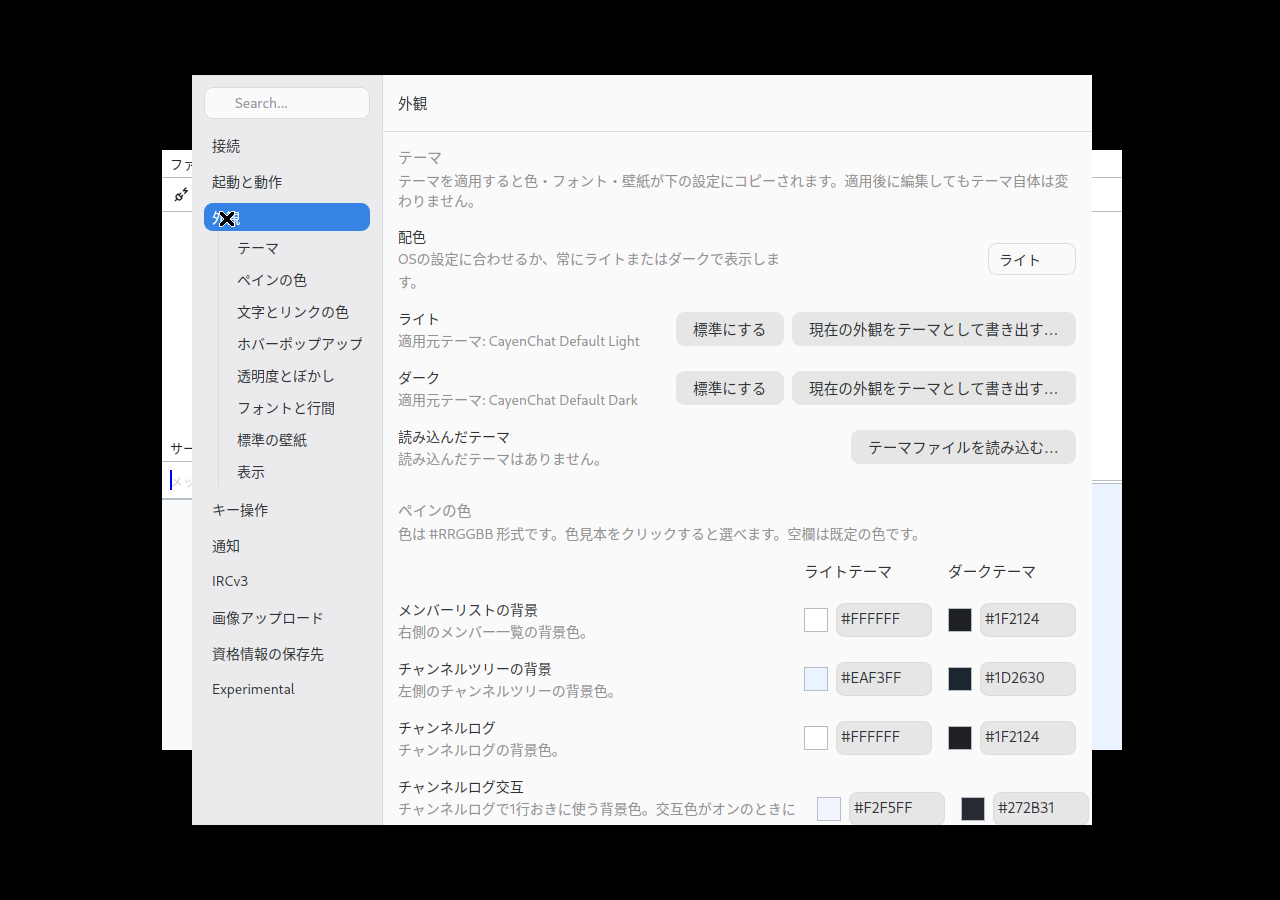 Search...
外観
接続
起動と動作
外観
テーマ
ペインの色
文字とリンクの色
ホバーポップアップ
透明度とぼかし
フォントと行間
標準の壁紙
表示
キー操作
通知
IRCv3
画像アップロード
資格情報の保存先
Experimental
テーマ
テーマを適用すると色・フォント・壁紙が下の設定にコピーされます。適用後に編集してもテーマ自体は変
わりません。
配色
OSの設定に合わせるか、常にライトまたはダークで表示しま
す。
ライト
ライト
適用元テーマ: CayenChat Default Light
標準にする
現在の外観をテーマとして書き出す...
ダーク
適用元テーマ: CayenChat Default Dark
標準にする
現在の外観をテーマとして書き出す...
読み込んだテーマ
読み込んだテーマはありません。
テーマファイルを読み込む...
ペインの色
色は #RRGGBB 形式です。色見本をクリックすると選べます。空欄は既定の色です。
ライトテーマ
ダークテーマ
メンバーリストの背景
右側のメンバー一覧の背景色。
#FFFFFF
#1F2124
チャンネルツリーの背景
左側のチャンネルツリーの背景色。
#EAF3FF
#1D2630
チャンネルログ
チャンネルログの背景色。
#FFFFFF
#1F2124
チャンネルログ交互
チャンネルログで1行おきに使う背景色。交互色がオンのときに
#F2F5FF
#272B31
ファ
サー
メッ